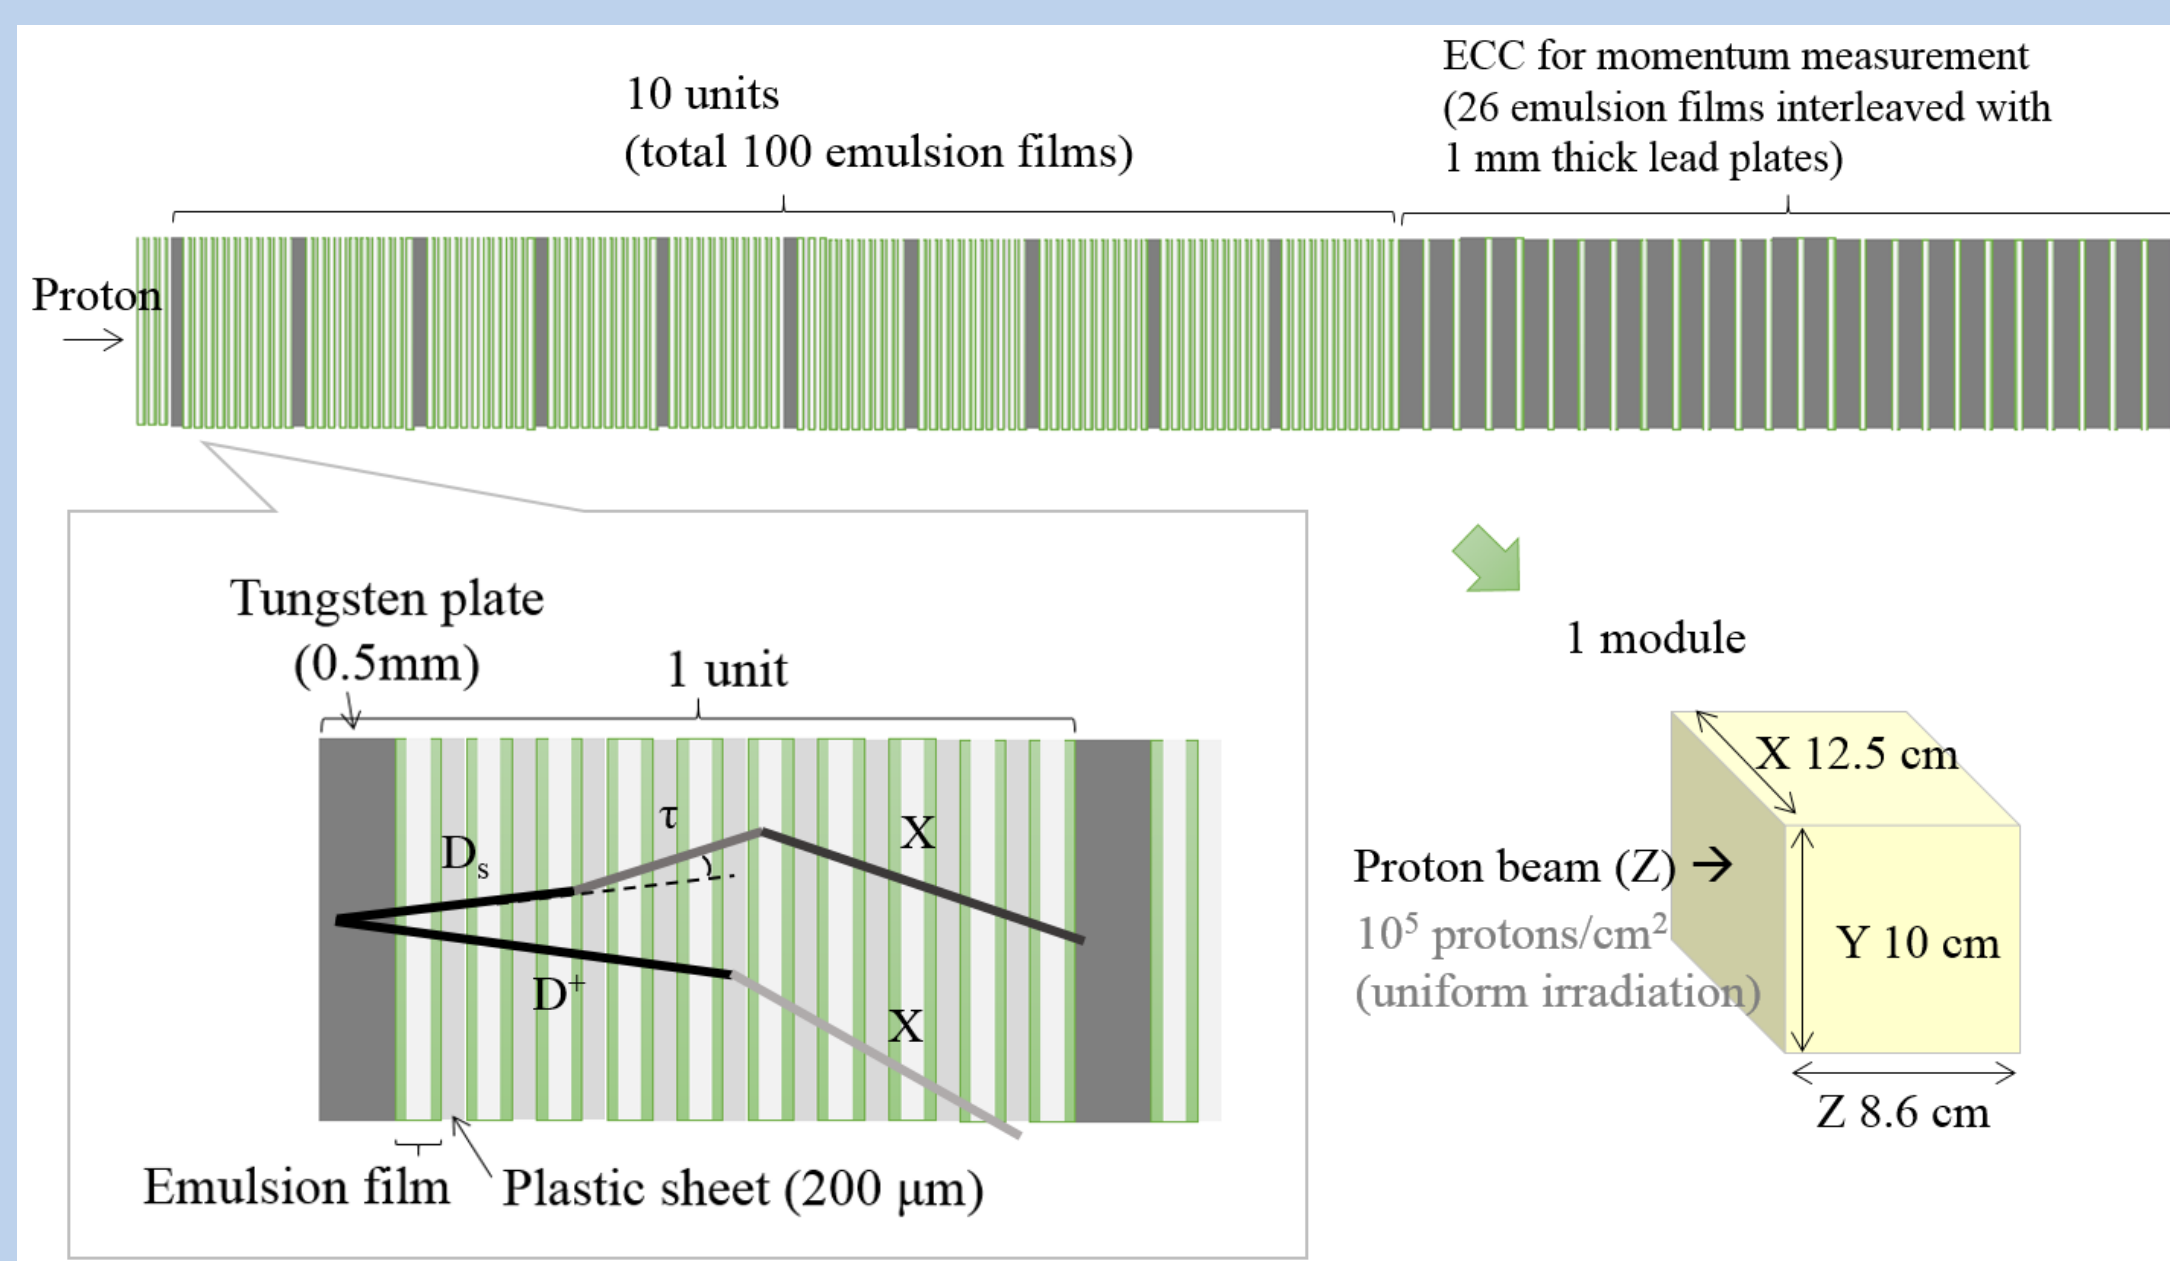 10 units
(total 100 emulsion films)
ECC for momentum measurement
(26 emulsion films interleaved with
1 mm thick lead plates)
Proton
Tungsten plate
(0.5mm)
1 unit
τ
X
Ds
D+
X
Emulsion film
Plastic sheet (200 μm)
1 module
X 12.5 cm
Proton beam (Z) →
10⁵ protons/cm²
(uniform irradiation)
Y 10 cm
Z 8.6 cm